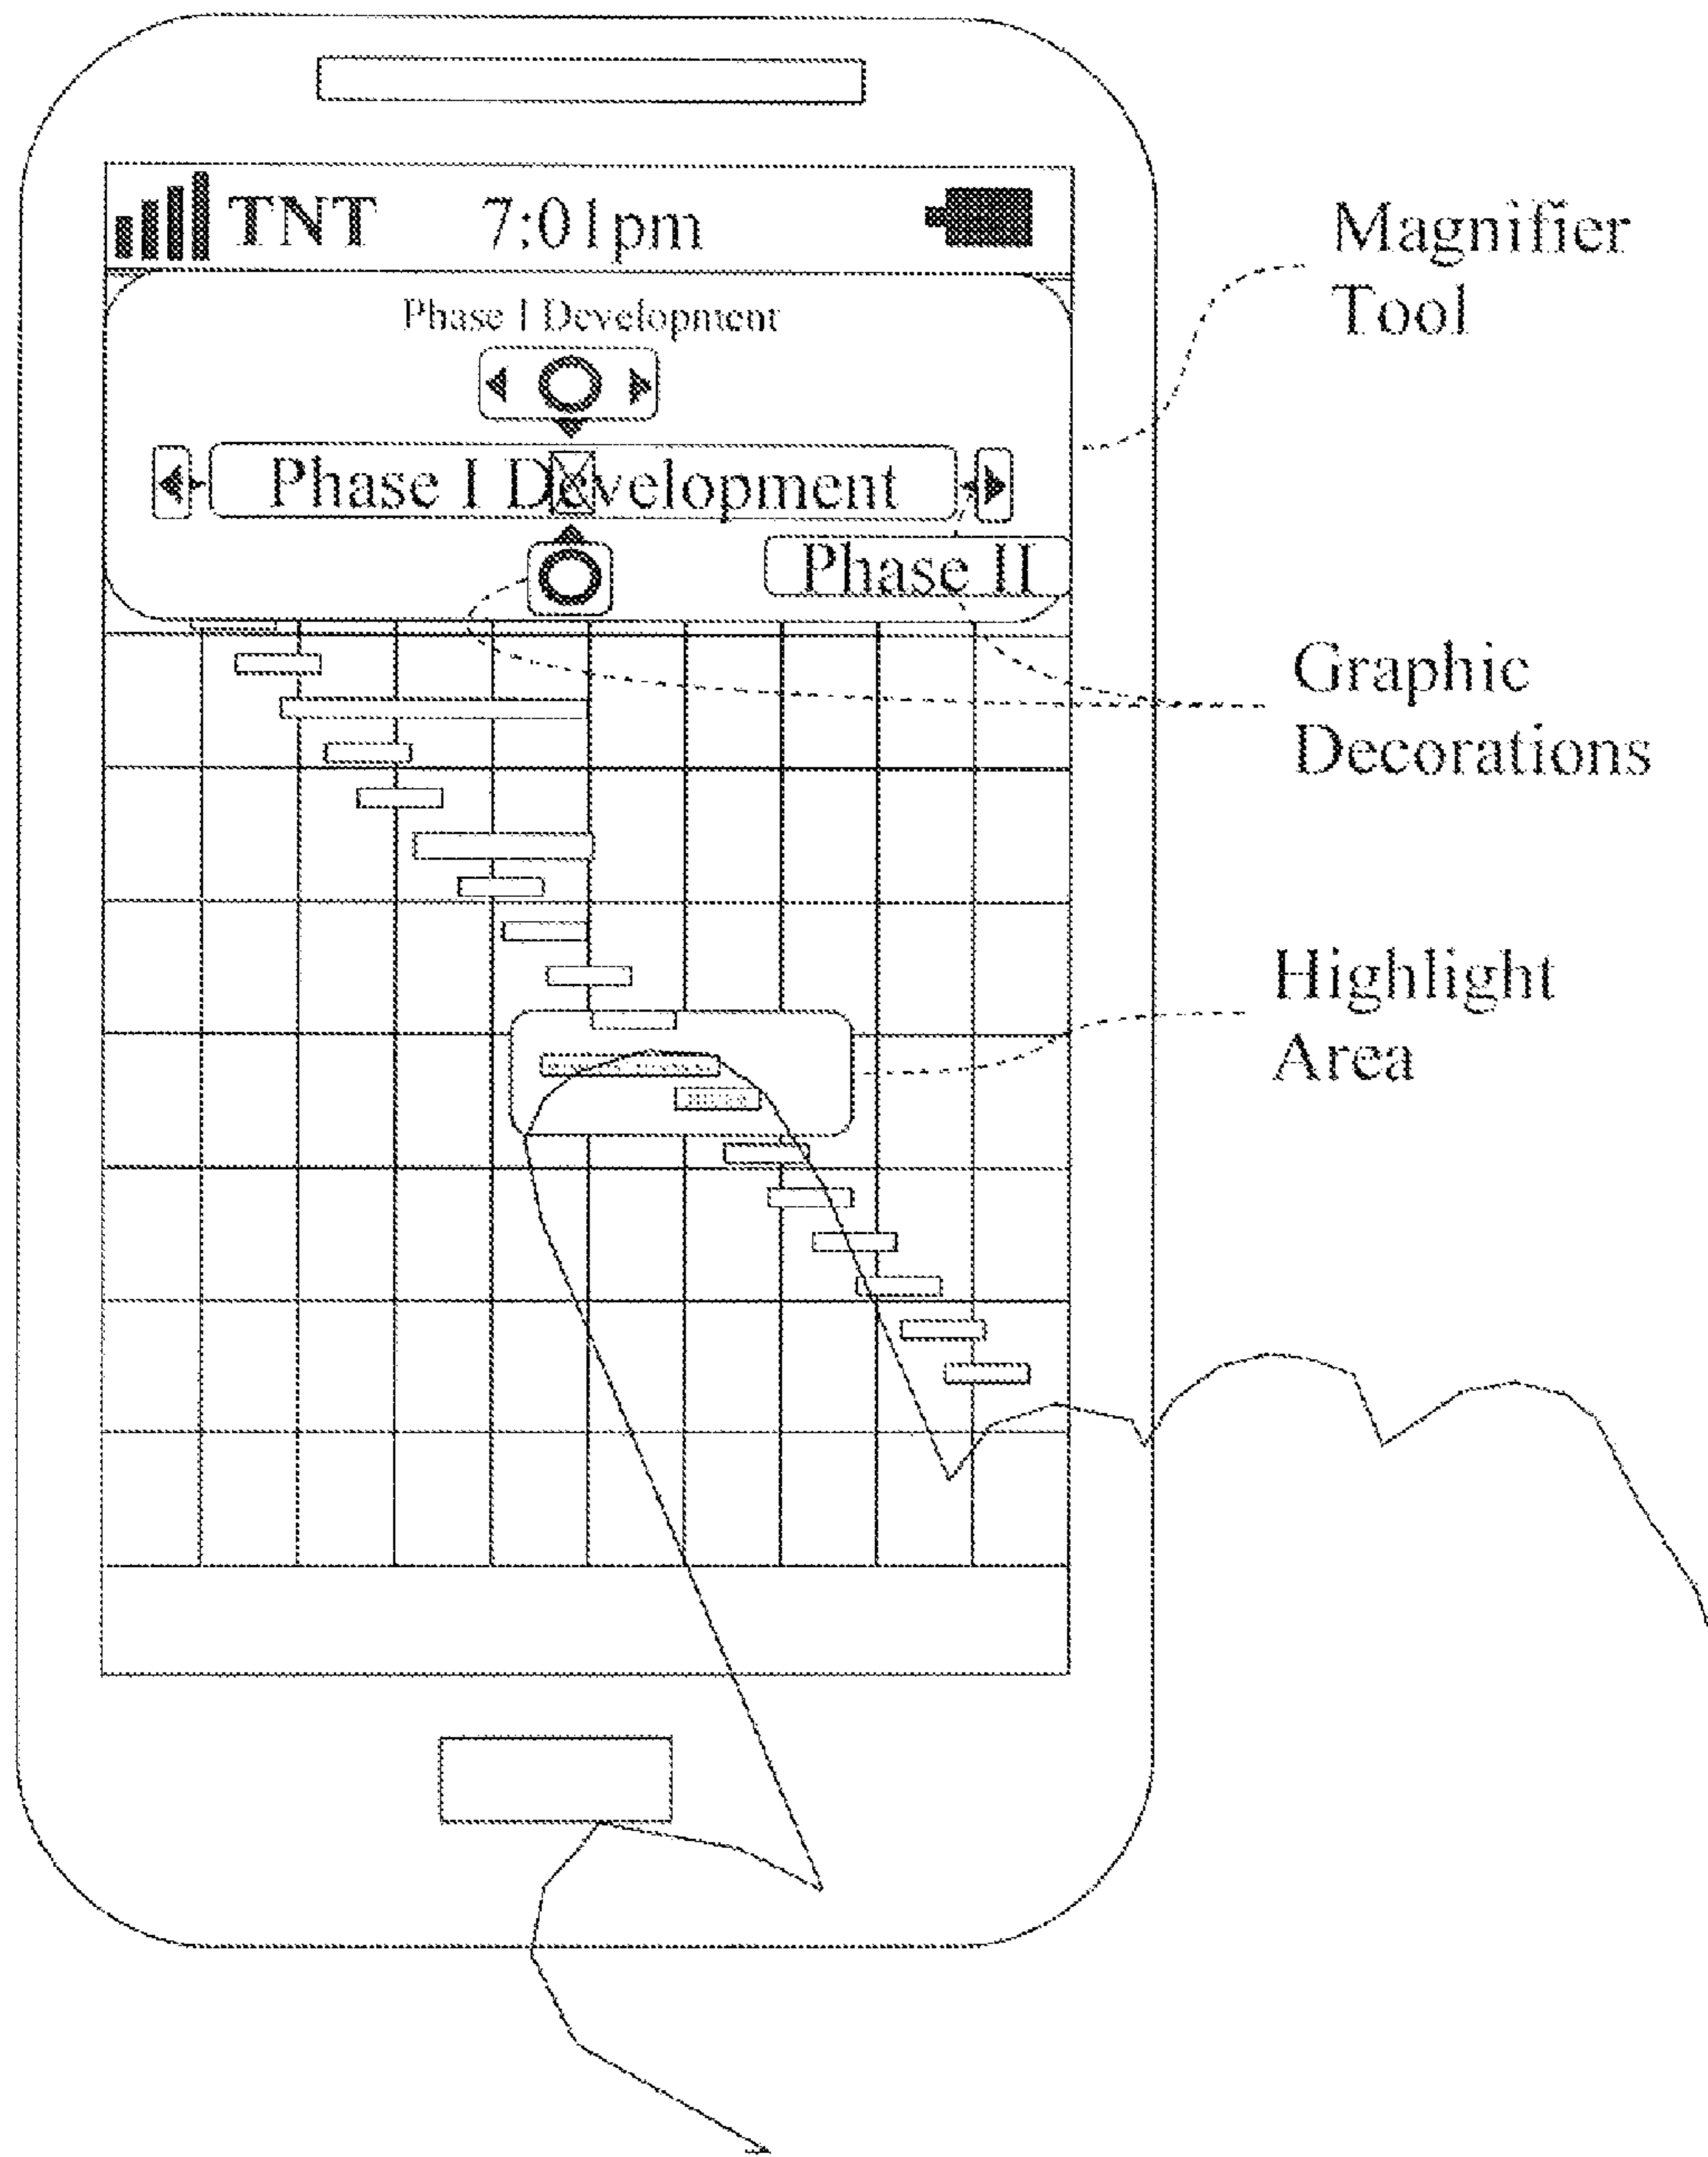 TNT 7:01pm
Phase I Development
Phase I Development
Phase II
Magnifier
Tool
Graphic
Decorations
Highlight
Area